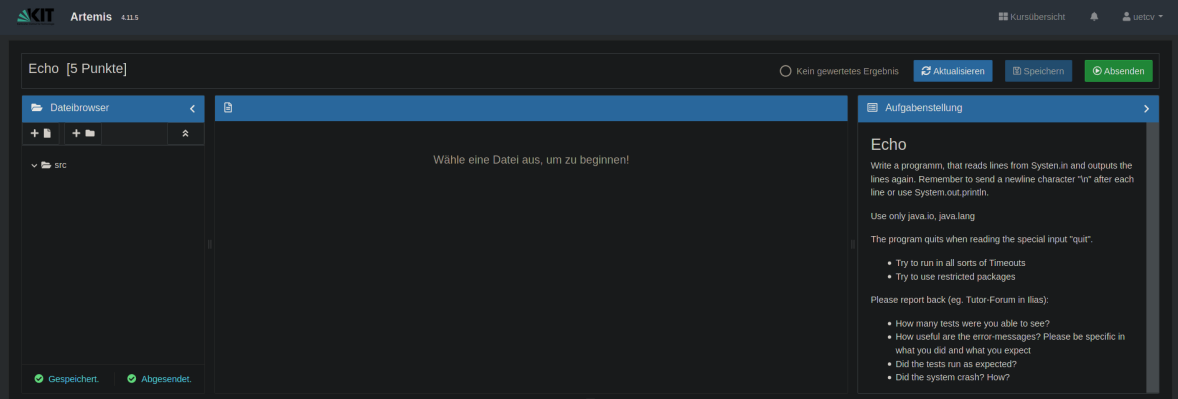 KIT Artemis 4.11.5 Kursübersicht uetcv
Echo [5 Punkte] Kein gewertetes Ergebnis Aktualisieren Speichern Absenden
Dateibrowser
src
Gespeichert. Abgesendet.
Wähle eine Datei aus, um zu beginnen!
Aufgabenstellung
Echo
Write a programm, that reads lines from Systen.in and outputs the
lines again. Remember to send a newline character "\n" after each
line or use System.out.println.
Use only java.io, java.lang
The program quits when reading the special input "quit".
• Try to run in all sorts of Timeouts
• Try to use restricted packages
Please report back (eg. Tutor-Forum in Ilias):
• How many tests were you able to see?
• How useful are the error-messages? Please be specific in
what you did and what you expect
• Did the tests run as expected?
• Did the system crash? How?